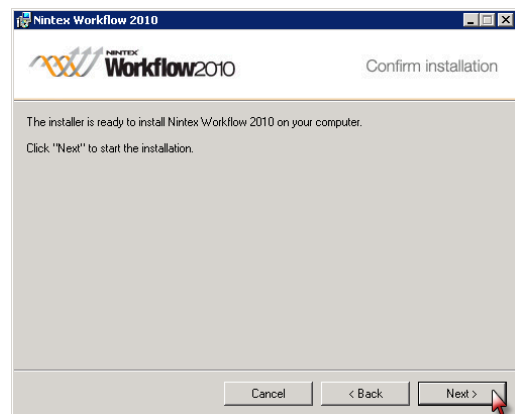 Nintex Workflow 2010
NINTEX
Workflow2010
Confirm installation
The installer is ready to install Nintex Workflow 2010 on your computer.
Click "Next" to start the installation.
Cancel
< Back
Next >